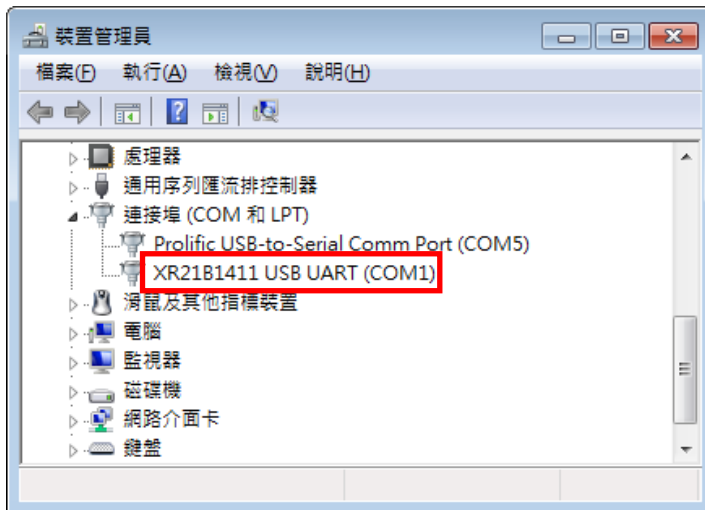 裝置管理員
檔案(F) 執行(A) 檢視(V) 說明(H)
處理器
通用序列匯流排控制器
連接埠 (COM 和 LPT)
Prolific USB-to-Serial Comm Port (COM5)
XR21B1411 USB UART (COM1)
滑鼠及其他指標裝置
電腦
監視器
磁碟機
網路介面卡
鍵盤